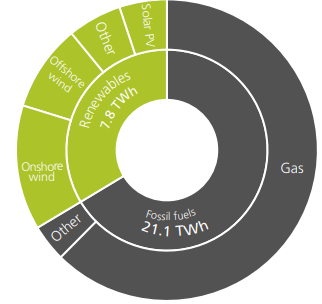 Solar PV
Other
Offshore
wind
Renewables
7.8 TWh
Onshore
wind
Gas
Other
Fossil fuels
21.1 TWh